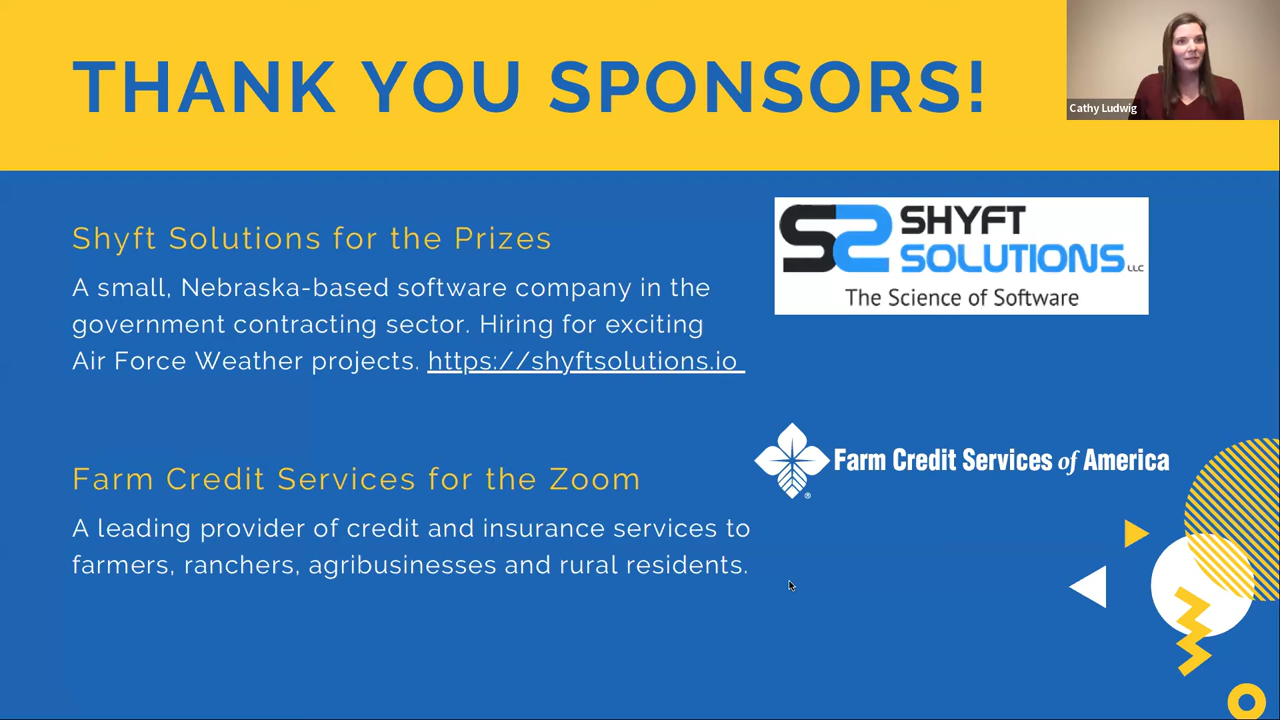 THANK YOU SPONSORS!
Cathy Ludwig
Shyft Solutions for the Prizes
A small, Nebraska-based software company in the
government contracting sector. Hiring for exciting
Air Force Weather projects. https://shyftsolutions.io
S2 SHYFT
SOLUTIONS LLC
The Science of Software
Farm Credit Services for the Zoom
A leading provider of credit and insurance services to
farmers, ranchers, agribusinesses and rural residents.
Farm Credit Services of America
®